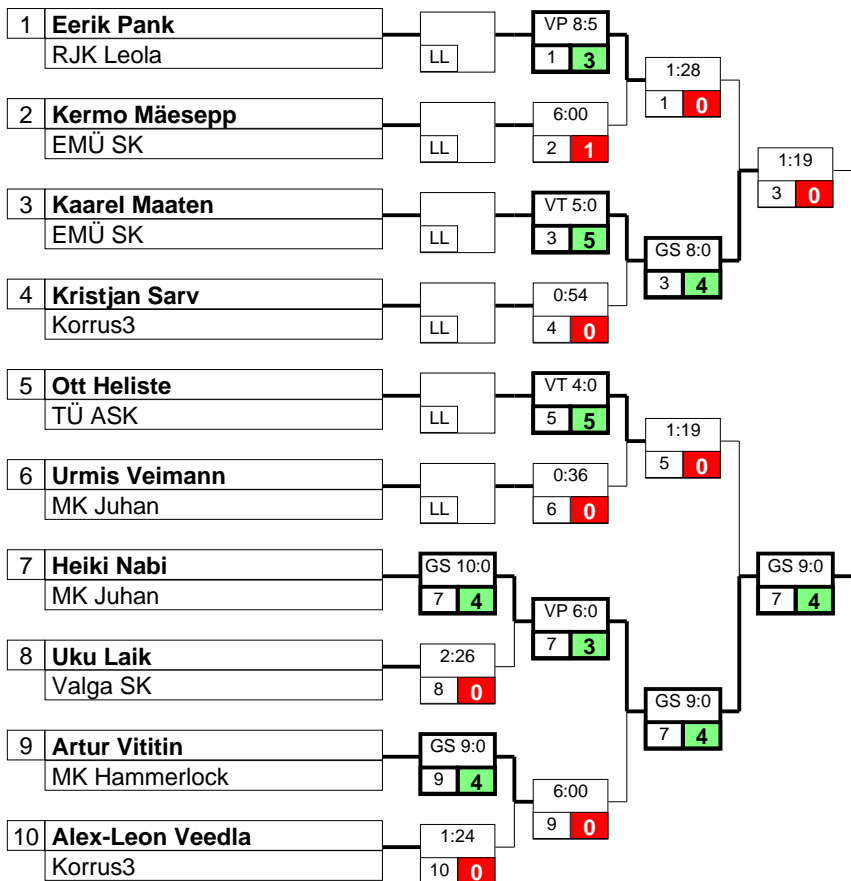 1 Eerik Pank
RJK Leola
LL
VP 8:5
1 3
1:28
1 0
2 Kermo Mäesepp
EMÜ SK
LL
6:00
2 1
1:19
3 0
3 Kaarel Maaten
EMÜ SK
LL
VT 5:0
3 5
GS 8:0
3 4
4 Kristjan Sarv
Korrus3
LL
0:54
4 0
5 Ott Heliste
TÜ ASK
LL
VT 4:0
5 5
1:19
5 0
6 Urmis Veimann
MK Juhan
LL
0:36
6 0
7 Heiki Nabi
MK Juhan
GS 10:0
7 4
VP 6:0
7 3
GS 9:0
7 4
8 Uku Laik
Valga SK
2:26
8 0
GS 9:0
7 4
9 Artur Vititin
MK Hammerlock
GS 9:0
9 4
6:00
9 0
10 Alex-Leon Veedla
Korrus3
1:24
10 0